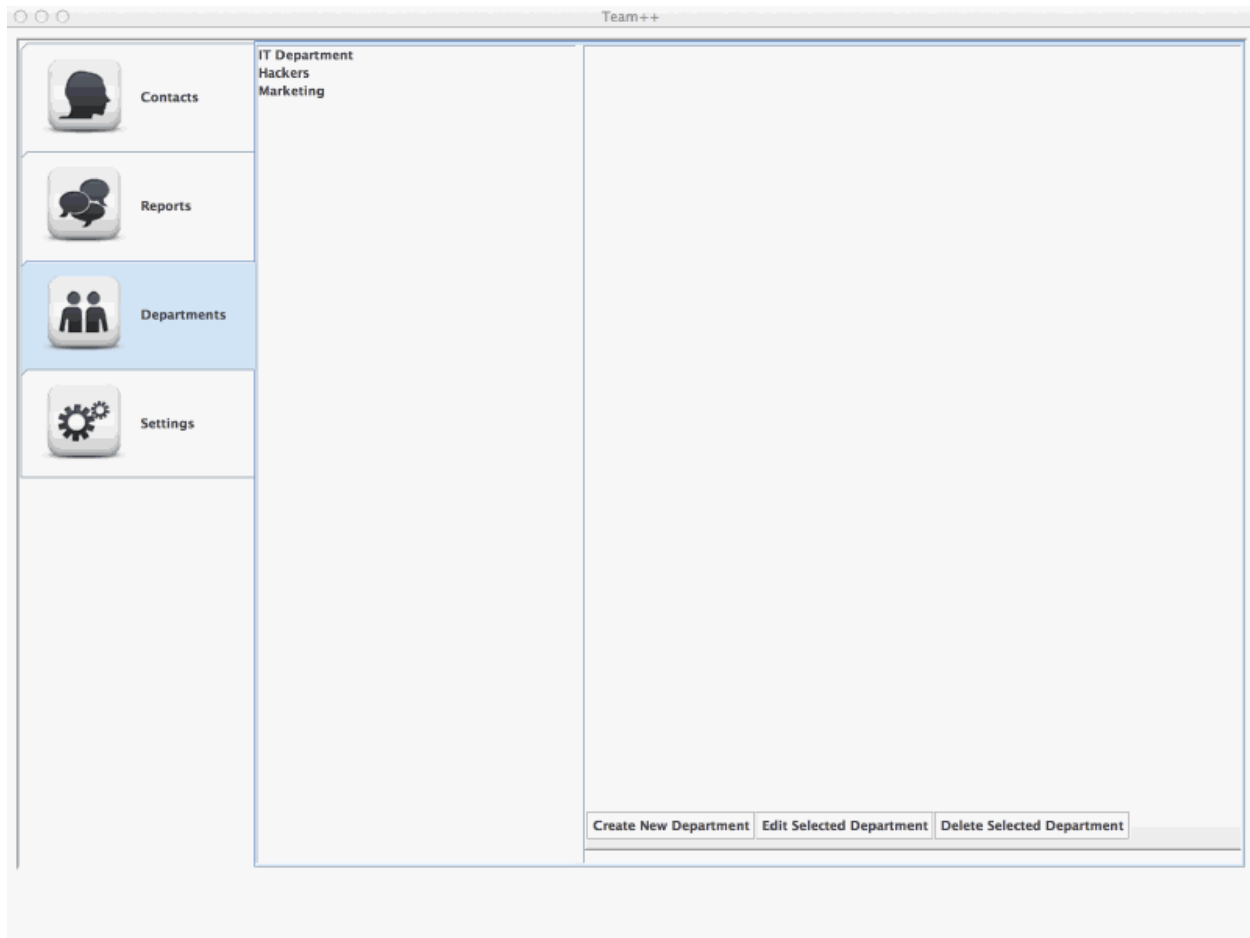 Team++
Contacts
Reports
Departments
Settings
IT Department
Hackers
Marketing
Create New Department
Edit Selected Department
Delete Selected Department